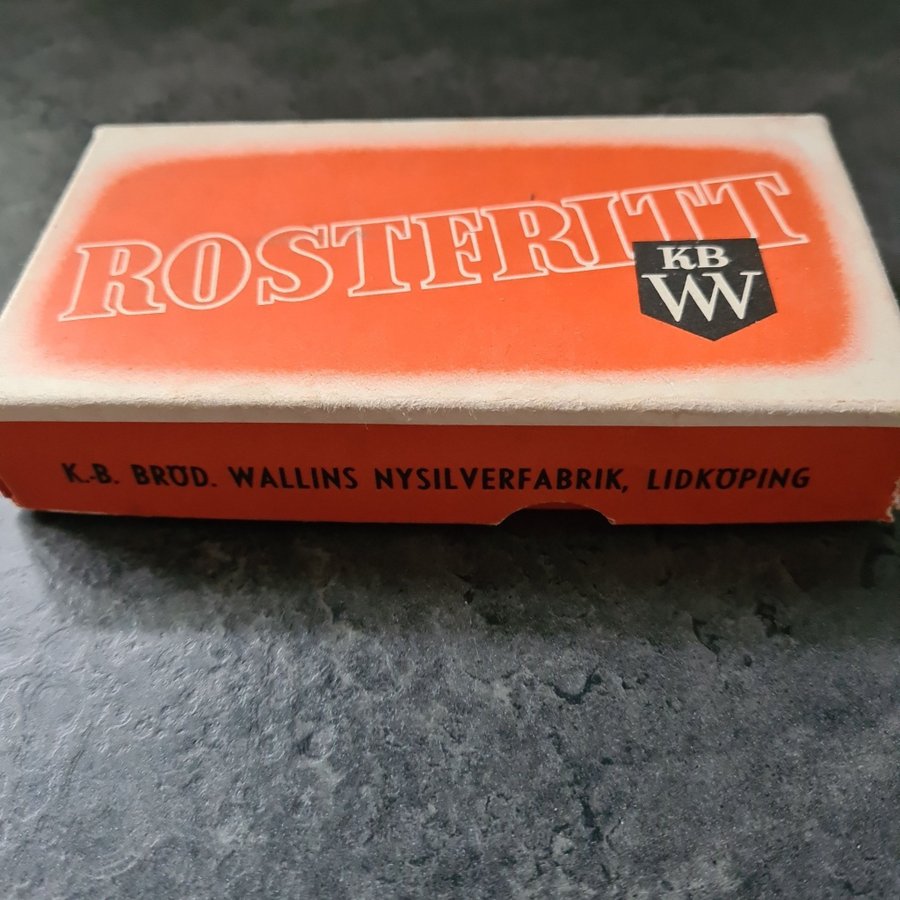 ROSTFRITT
KB
W
K.-B. BRÖD. WALLINS NYSILVERFABRIK, LIDKÖPING